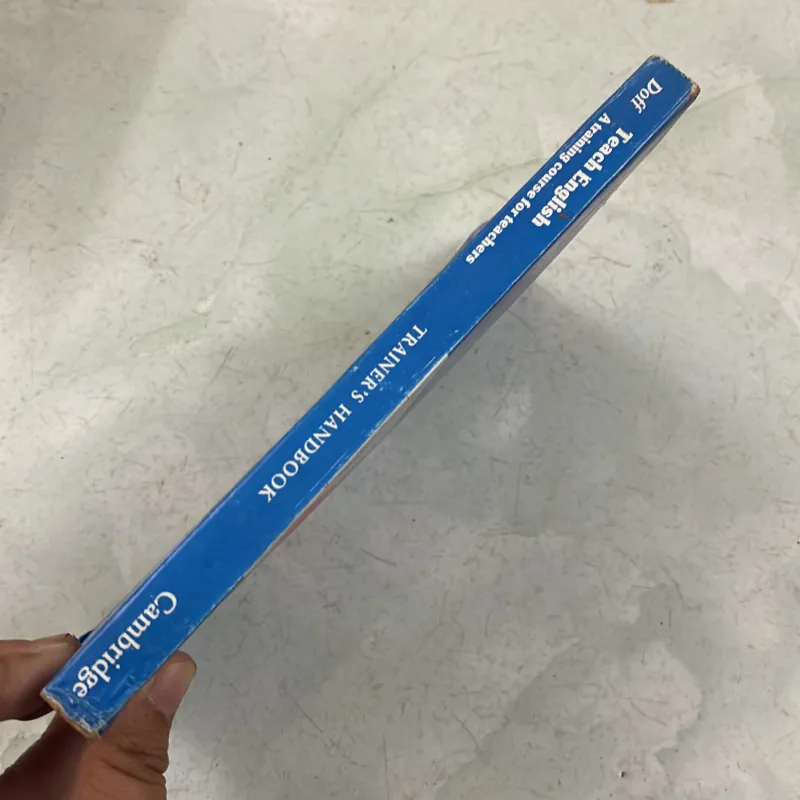 Doff
Teach English
A training course for teachers
TRAINER'S HANDBOOK
Cambridge